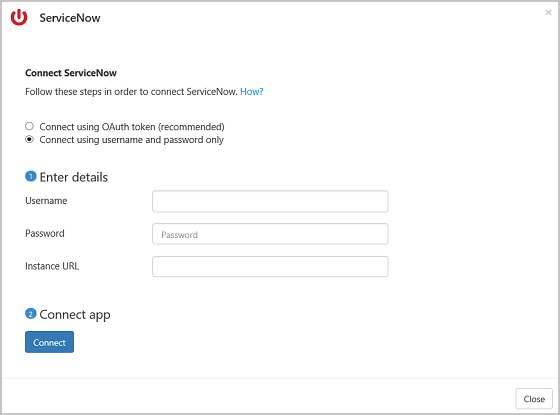 ServiceNow
×
Connect ServiceNow
Follow these steps in order to connect ServiceNow. How?
Connect using OAuth token (recommended)
Connect using username and password only
1 Enter details
Username
Password Password
Instance URL
2 Connect app
Connect
Close